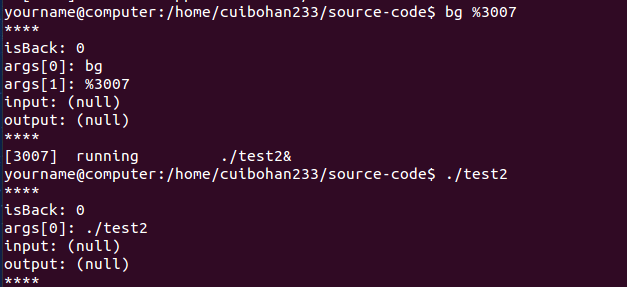 yourname@computer:/home/cuibohan233/source-code$ bg %3007
****
isBack: 0
args[0]: bg
args[1]: %3007
input: (null)
output: (null)
****
[3007] running ./test2&
yourname@computer:/home/cuibohan233/source-code$ ./test2
****
isBack: 0
args[0]: ./test2
input: (null)
output: (null)
****